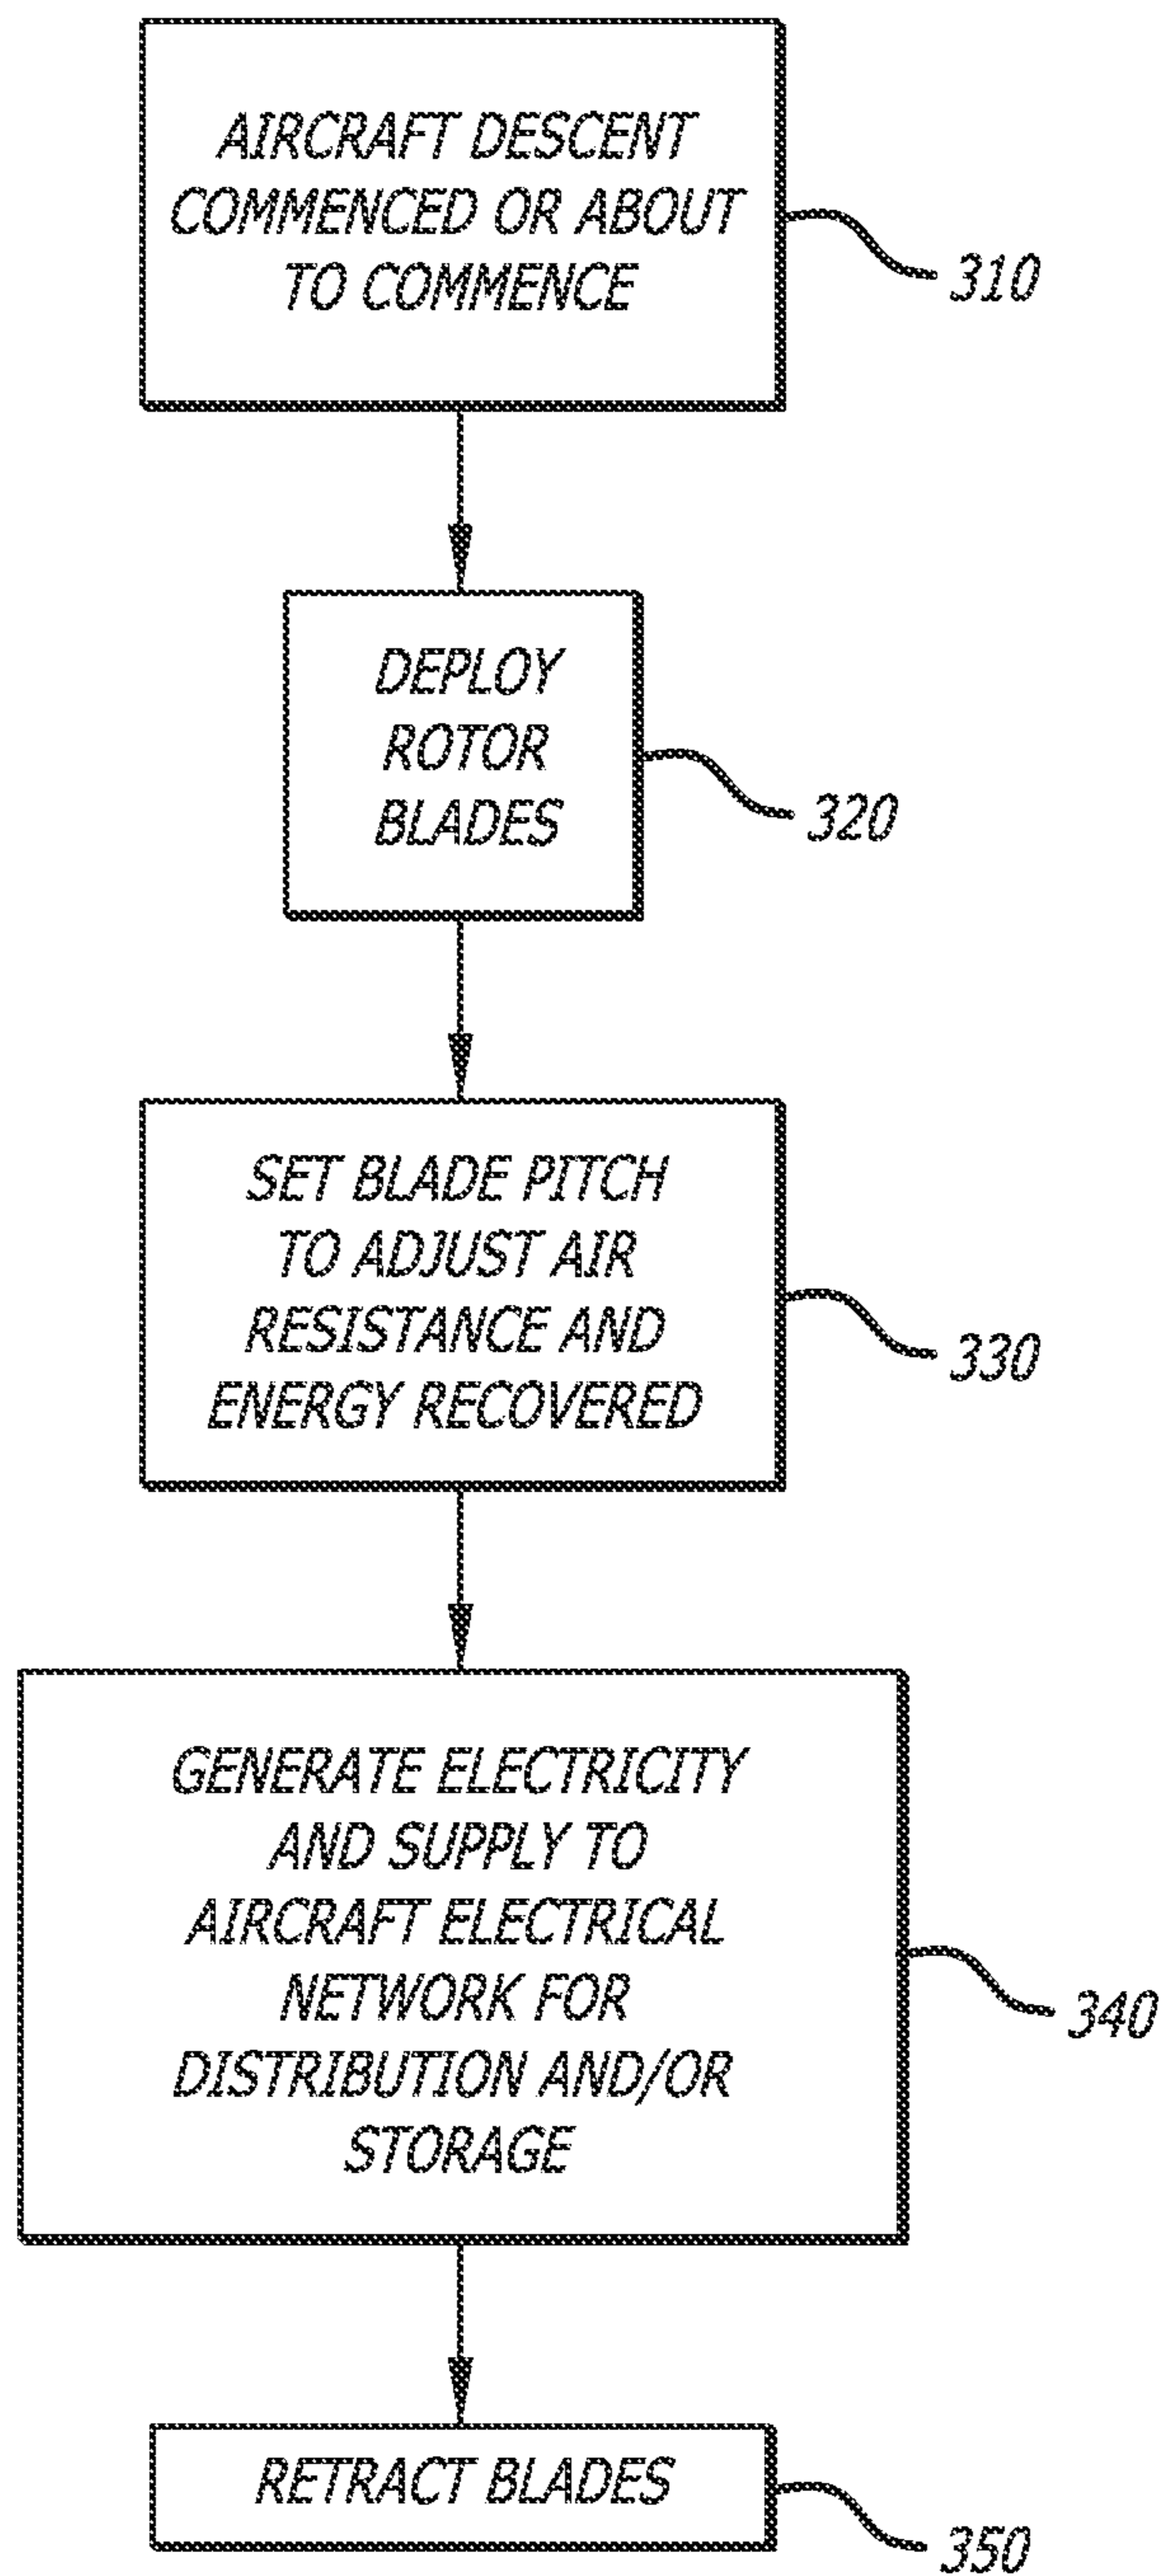 AIRCRAFT DESCENT
COMMENCED OR ABOUT
TO COMMENCE
310
DEPLOY
ROTOR
BLADES
320
SET BLADE PITCH
TO ADJUST AIR
RESISTANCE AND
ENERGY RECOVERED
330
GENERATE ELECTRICITY
AND SUPPLY TO
AIRCRAFT ELECTRICAL
NETWORK FOR
DISTRIBUTION AND/OR
STORAGE
340
RETRACT BLADES
350